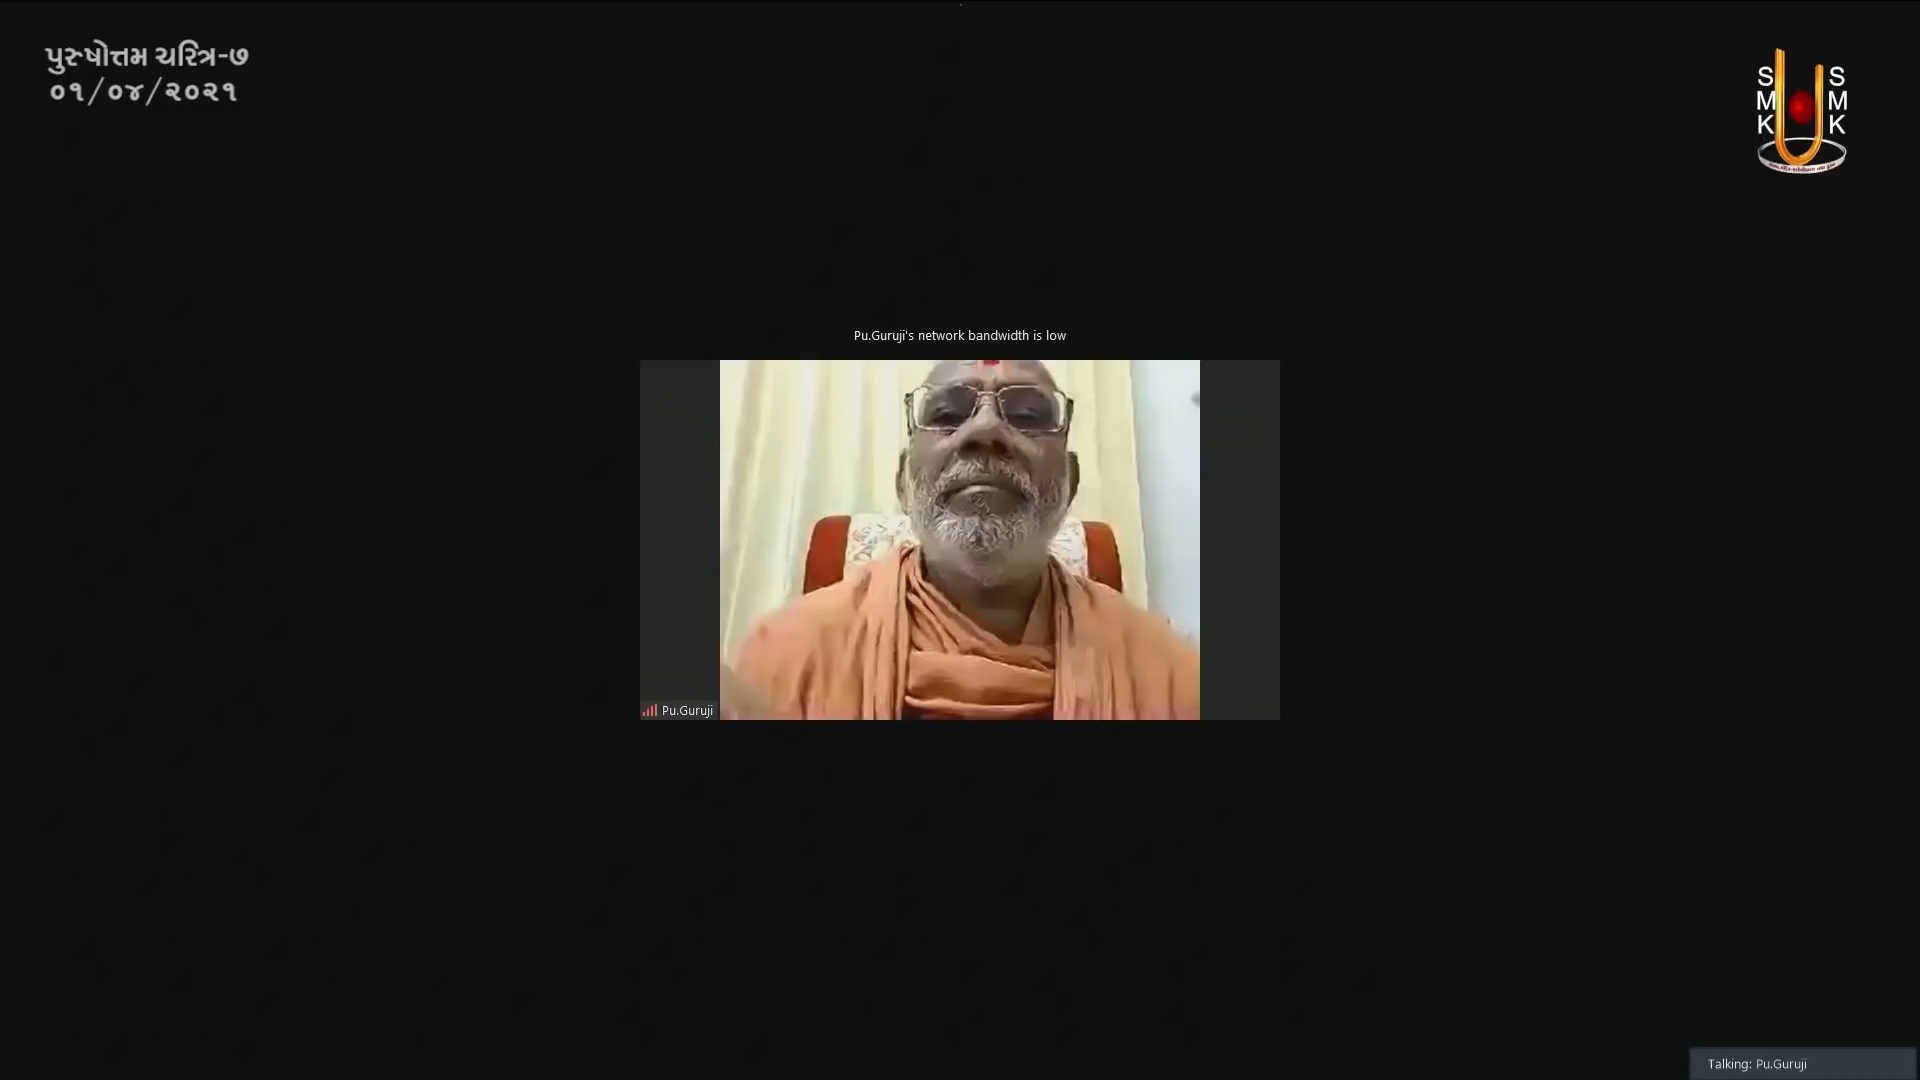 પુરુષોત્તમ ચરિત્ર-૭
૦૧/૦૪/૨૦૨૧
S S
M M
K K
Pu.Guruji's network bandwidth is low
Pu.Guruji
Talking: Pu.Guruji